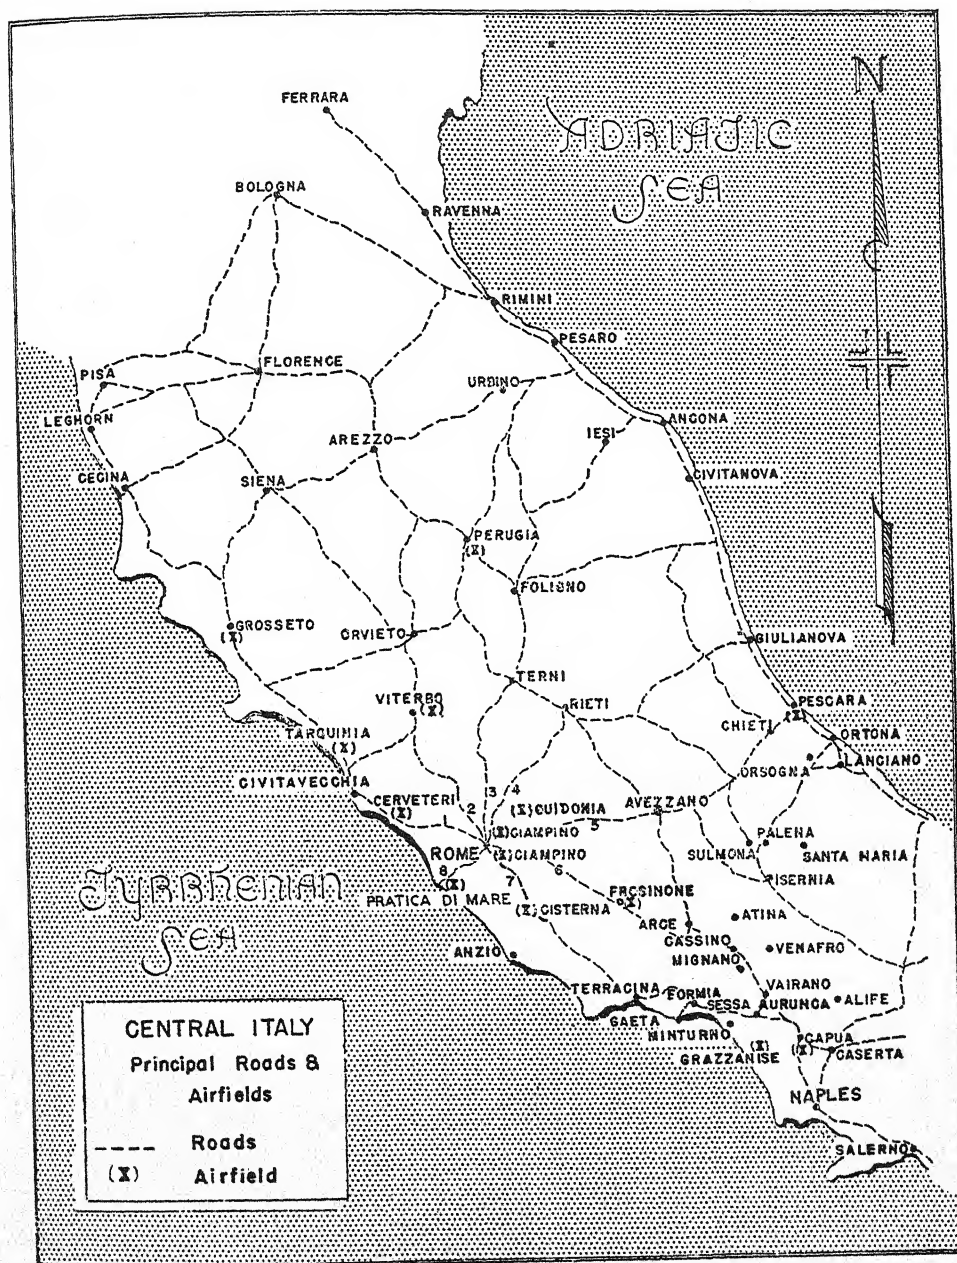 FERRARA
ADRIATIC
SEA
N
BOLOGNA
RAVENNA
RIMINI
PESARO
FLORENCE
PISA
URBINO
LEGHORN
ANCONA
IESI
AREZZO
CECINA
SIENA
CIVITANOVA
PERUGIA
(X)
FOLIGNO
GROSSETO
(X)
ORVIETO
GIULIANOVA
TERNI
VITERBO
(X)
RIETI
PESCARA
(X)
CHIETI
TARQUINIA
(X)
ORTONA
LANCIANO
ORSOGNA
CIVITAVECCHIA
CERVETERI
(X)
1
2
3
4
(X) GUIDONIA
AVEZZANO
5
(X) CIAMPINO
ROME
(X) CIAMPINO
PALENA
SULMONA
SANTA MARIA
6
7
8
(X)
PRATICA DI MARE
ISERNIA
FROSINONE
(X)
(X) CISTERNA
ATINA
ARCE
CASSINO
VENAFRO
MIGNANO
ANZIO
TYRRHENIAN
SEA
TERRACINA
FORMIA
VAIRANO
SESSA AURUNCA
ALIFE
GAETA
MINTURNO
(X)
GRAZZANISE
CAPUA
(X)
CASERTA
NAPLES
SALERNO
CENTRAL ITALY
Principal Roads &
Airfields
Roads
(X) Airfield